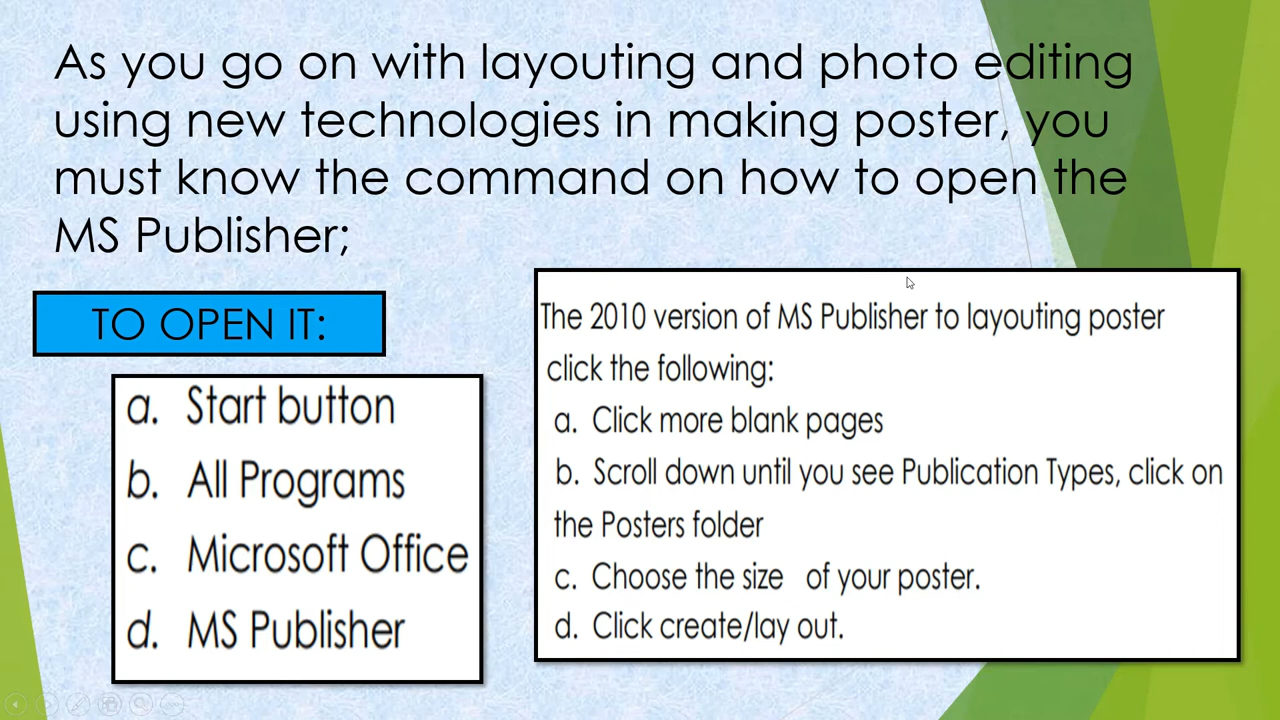 As you go on with layouting and photo editing
using new technologies in making poster, you
must know the command on how to open the
MS Publisher;
TO OPEN IT:
a. Start button
b. All Programs
c. Microsoft Office
d. MS Publisher
The 2010 version of MS Publisher to layouting poster
click the following:
a. Click more blank pages
b. Scroll down until you see Publication Types, click on
the Posters folder
c. Choose the size of your poster.
d. Click create/lay out.